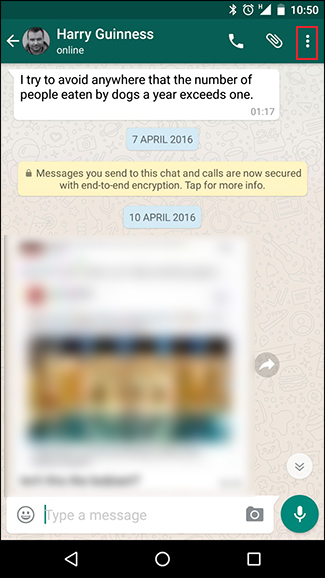 10:50
Harry Guinness
online
I try to avoid anywhere that the number of
people eaten by dogs a year exceeds one.
01:17
7 APRIL 2016
Messages you send to this chat and calls are now secured
with end-to-end encryption. Tap for more info.
10 APRIL 2016
Type a message